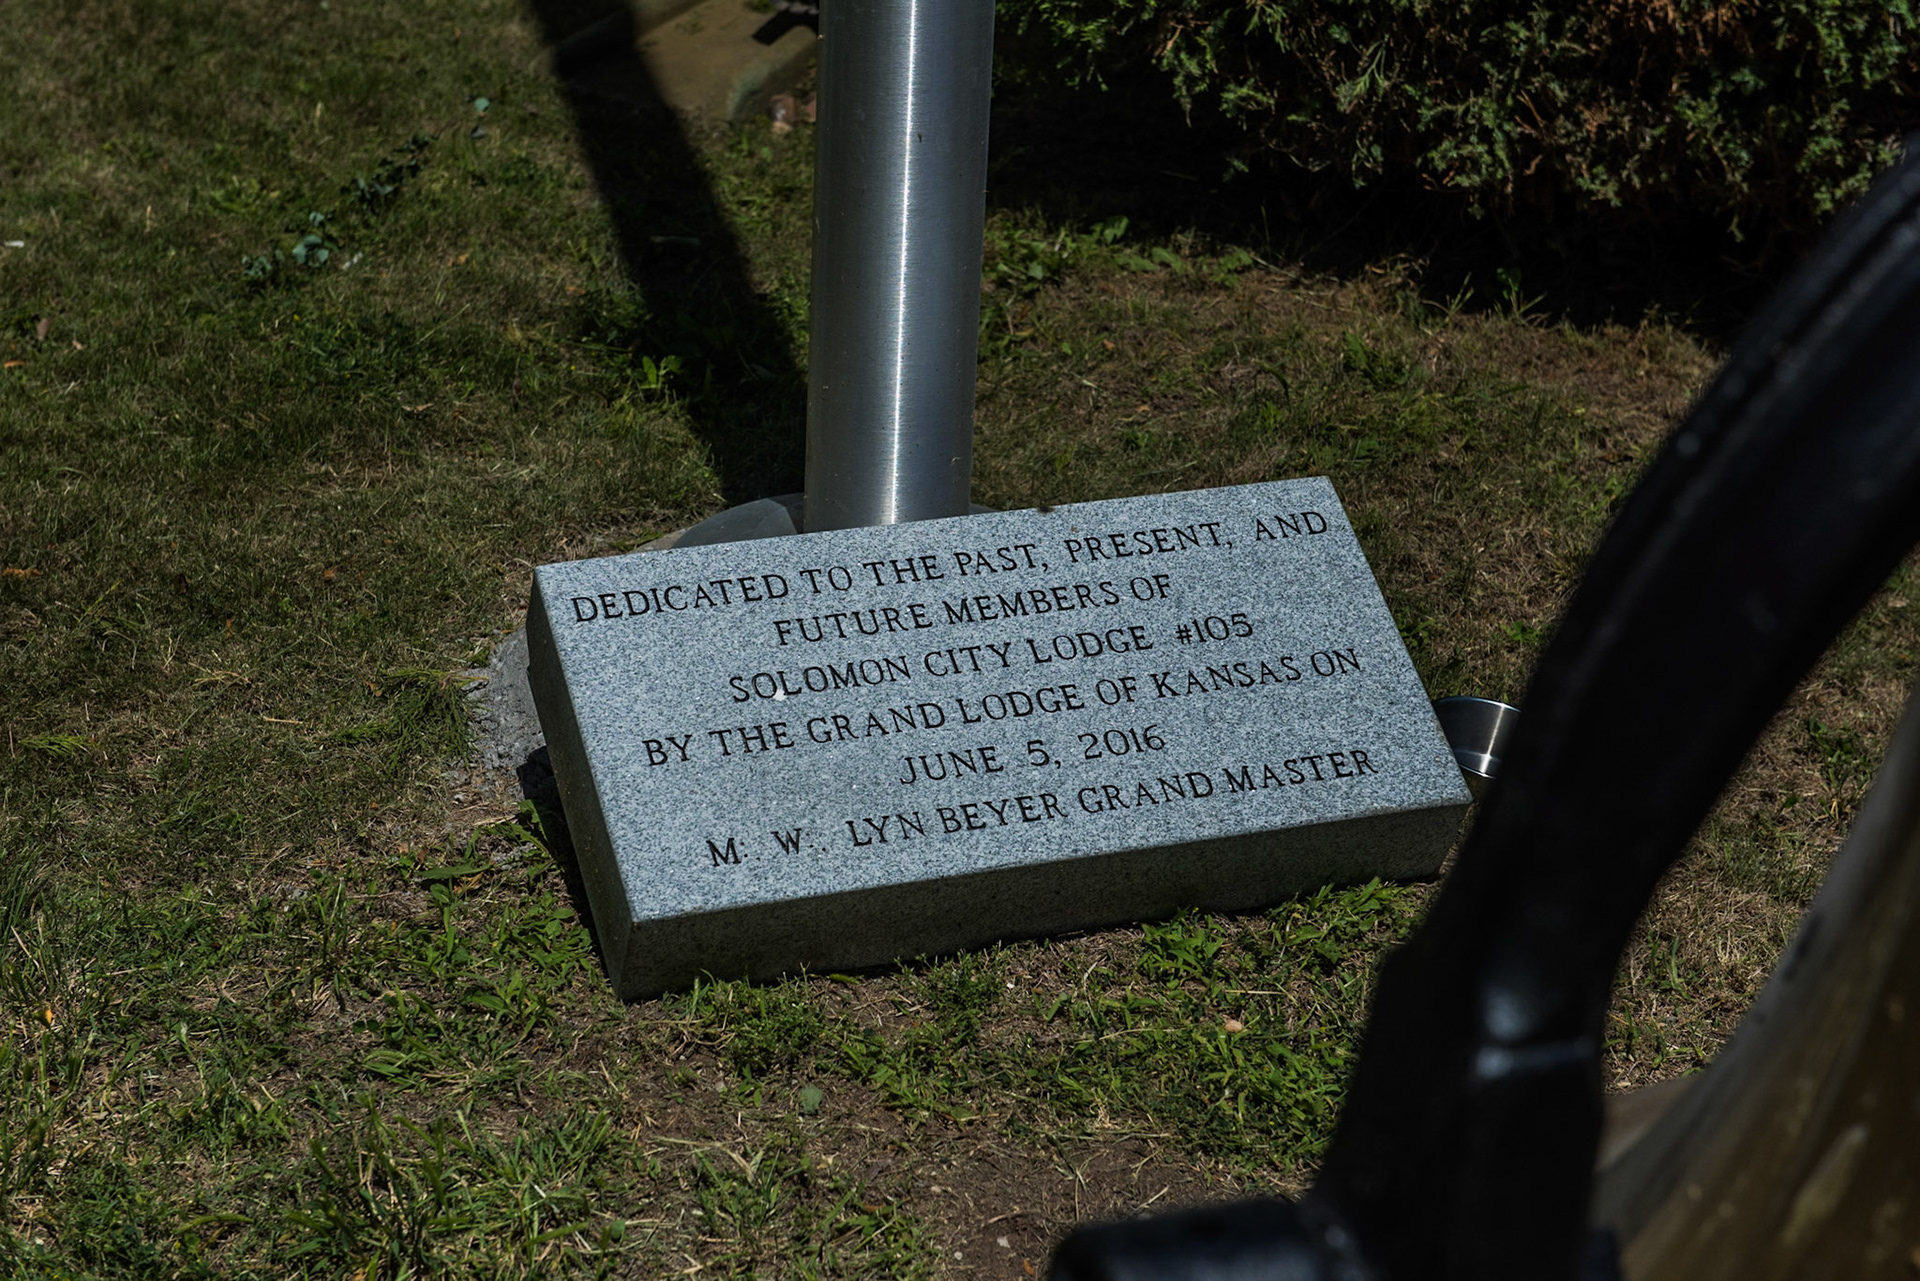 DEDICATED TO THE PAST, PRESENT, AND
FUTURE MEMBERS OF
SOLOMON CITY LODGE #105
BY THE GRAND LODGE OF KANSAS ON
JUNE 5, 2016
M∴ W∴ LYN BEYER GRAND MASTER